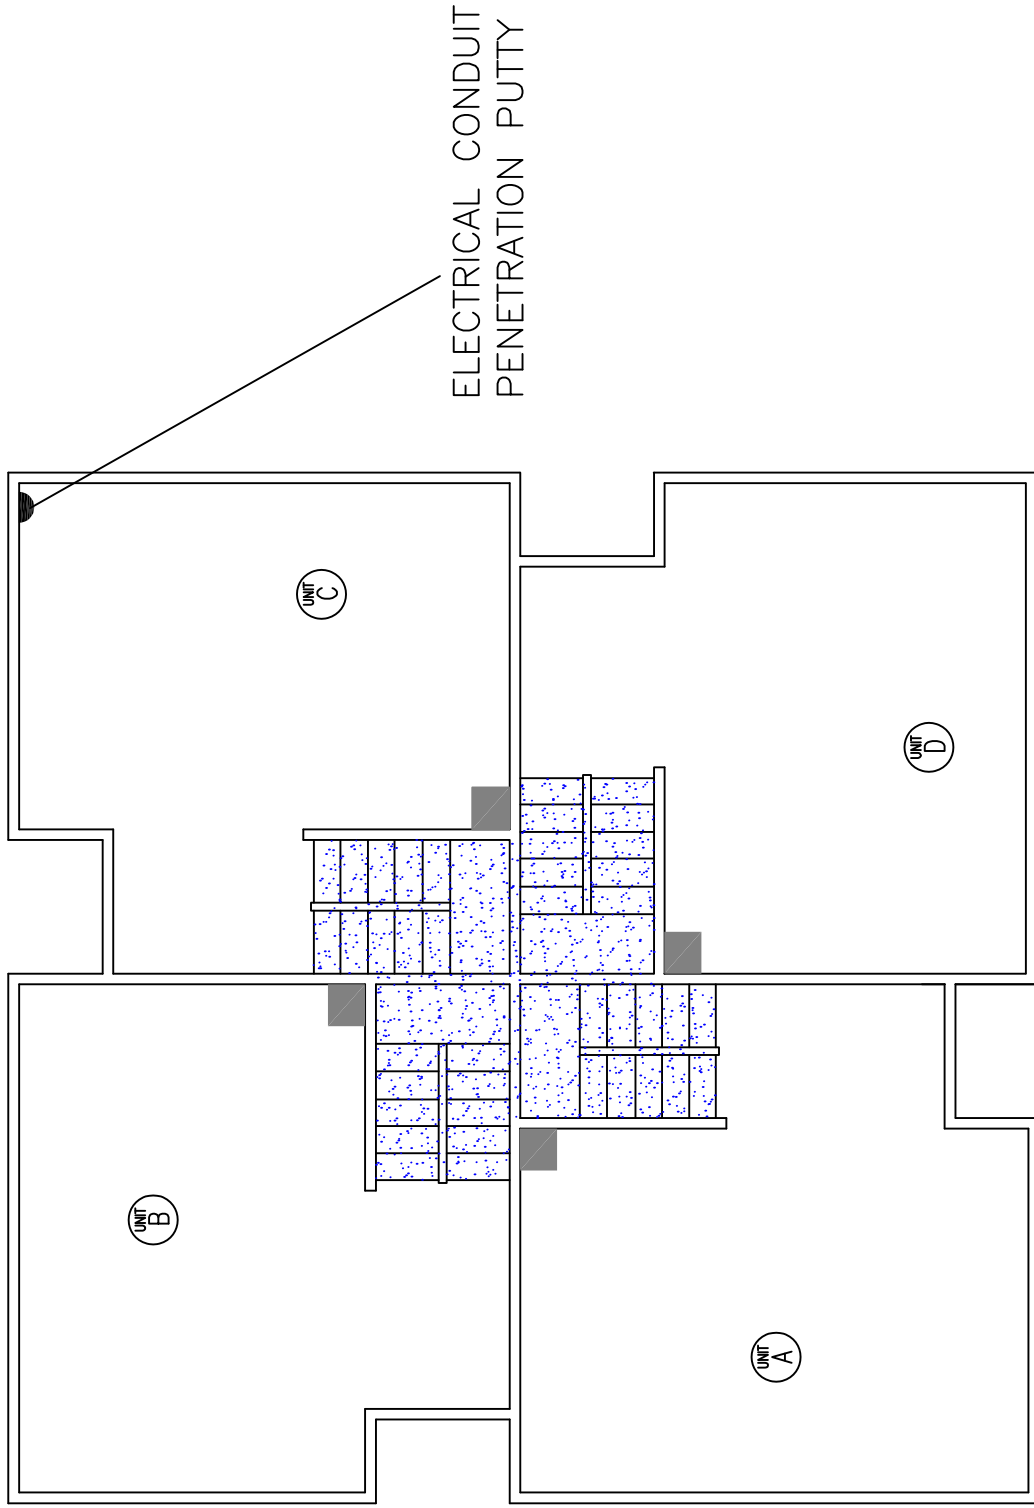 ELECTRICAL CONDUIT
PENETRATION PUTTY
UNIT
C
UNIT
D
UNIT
B
UNIT
A